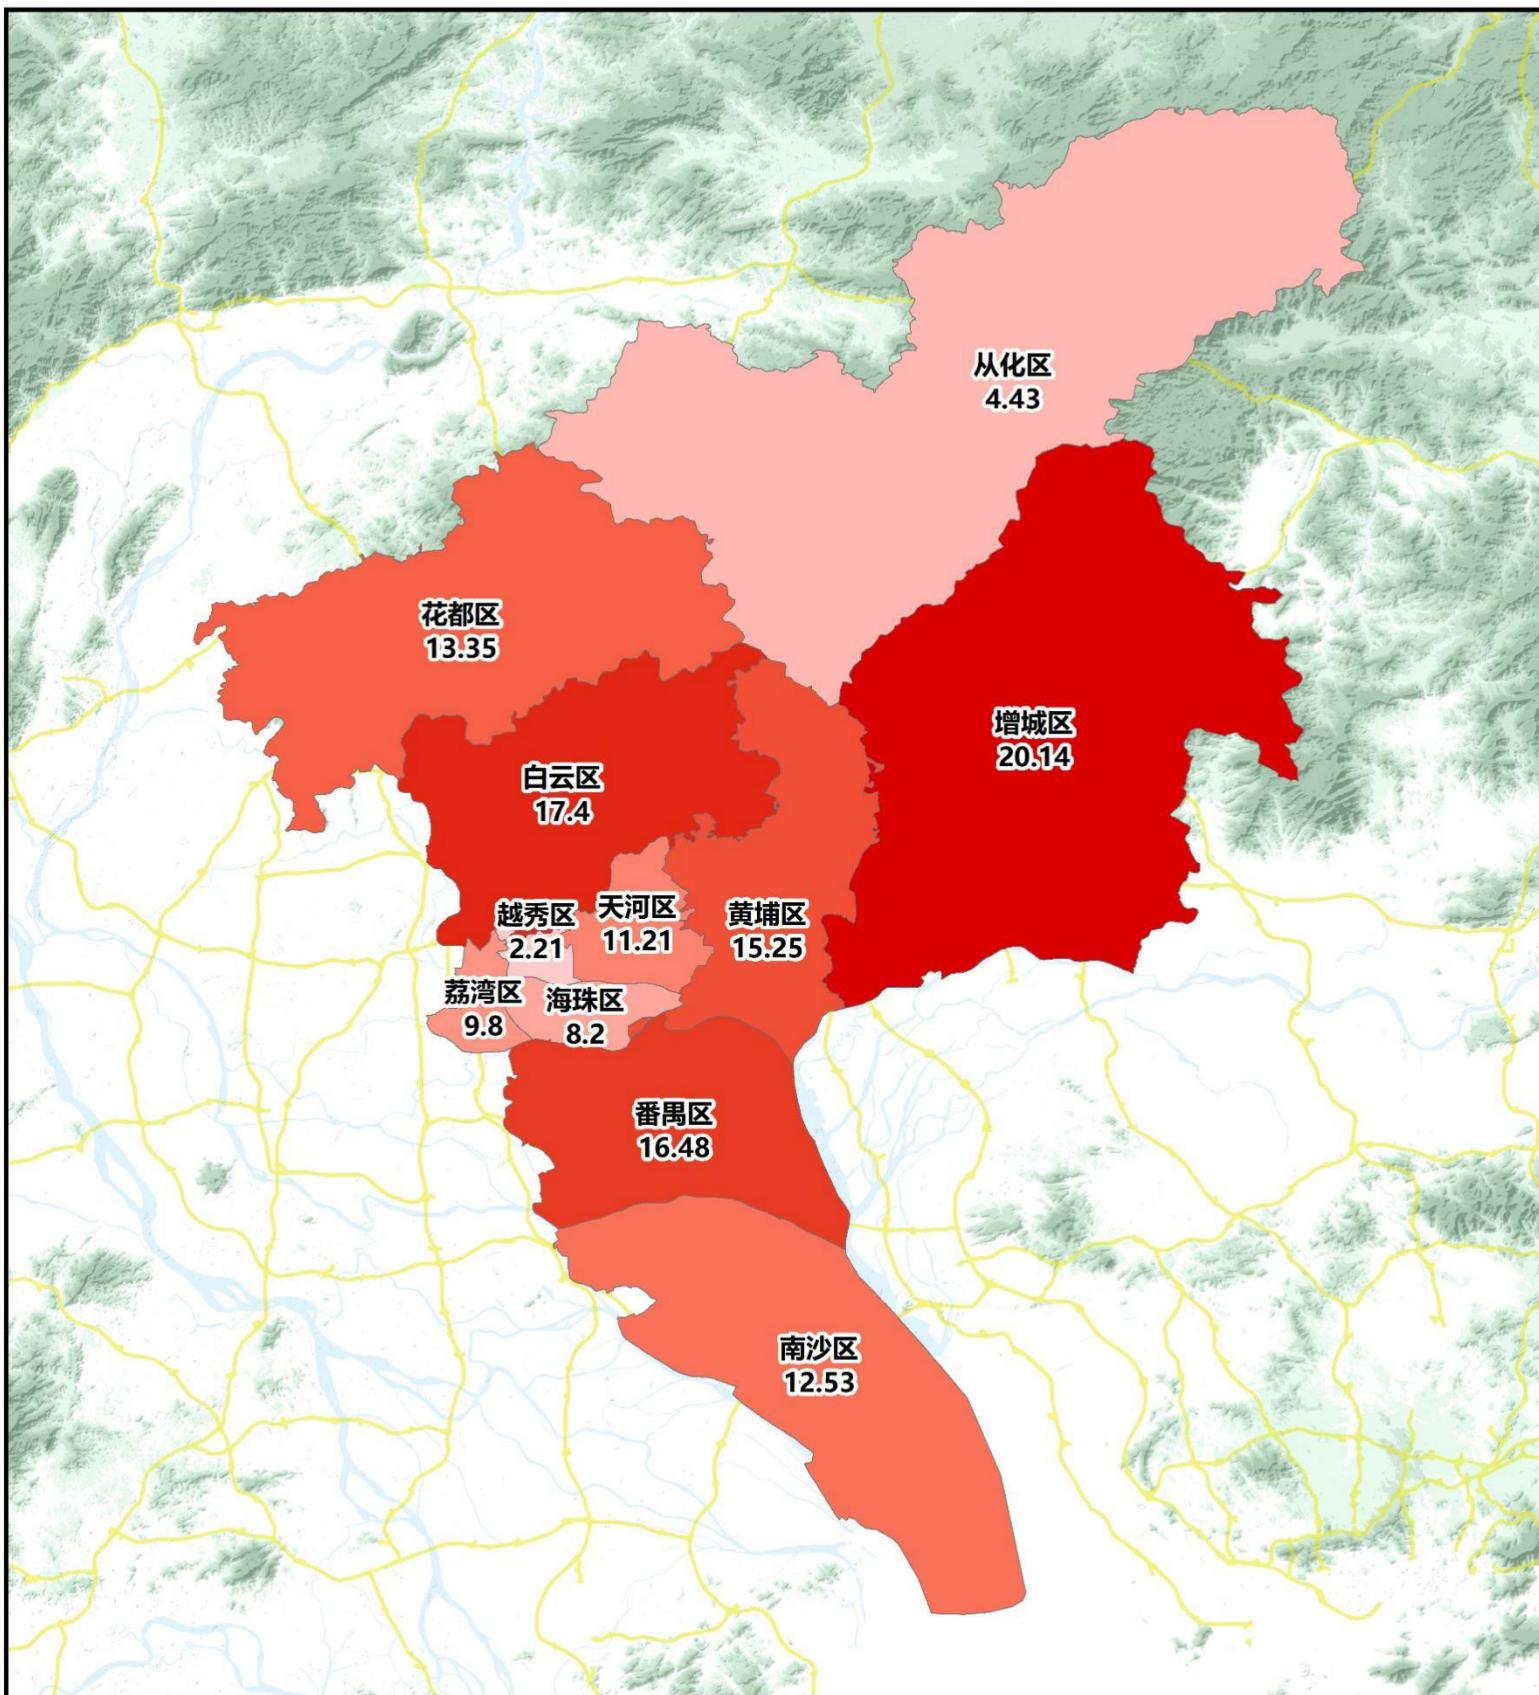 从化区
4.43
花都区
13.35
增城区
20.14
白云区
17.4
越秀区
2.21
天河区
11.21
黄埔区
15.25
荔湾区
9.8
海珠区
8.2
番禺区
16.48
南沙区
12.53